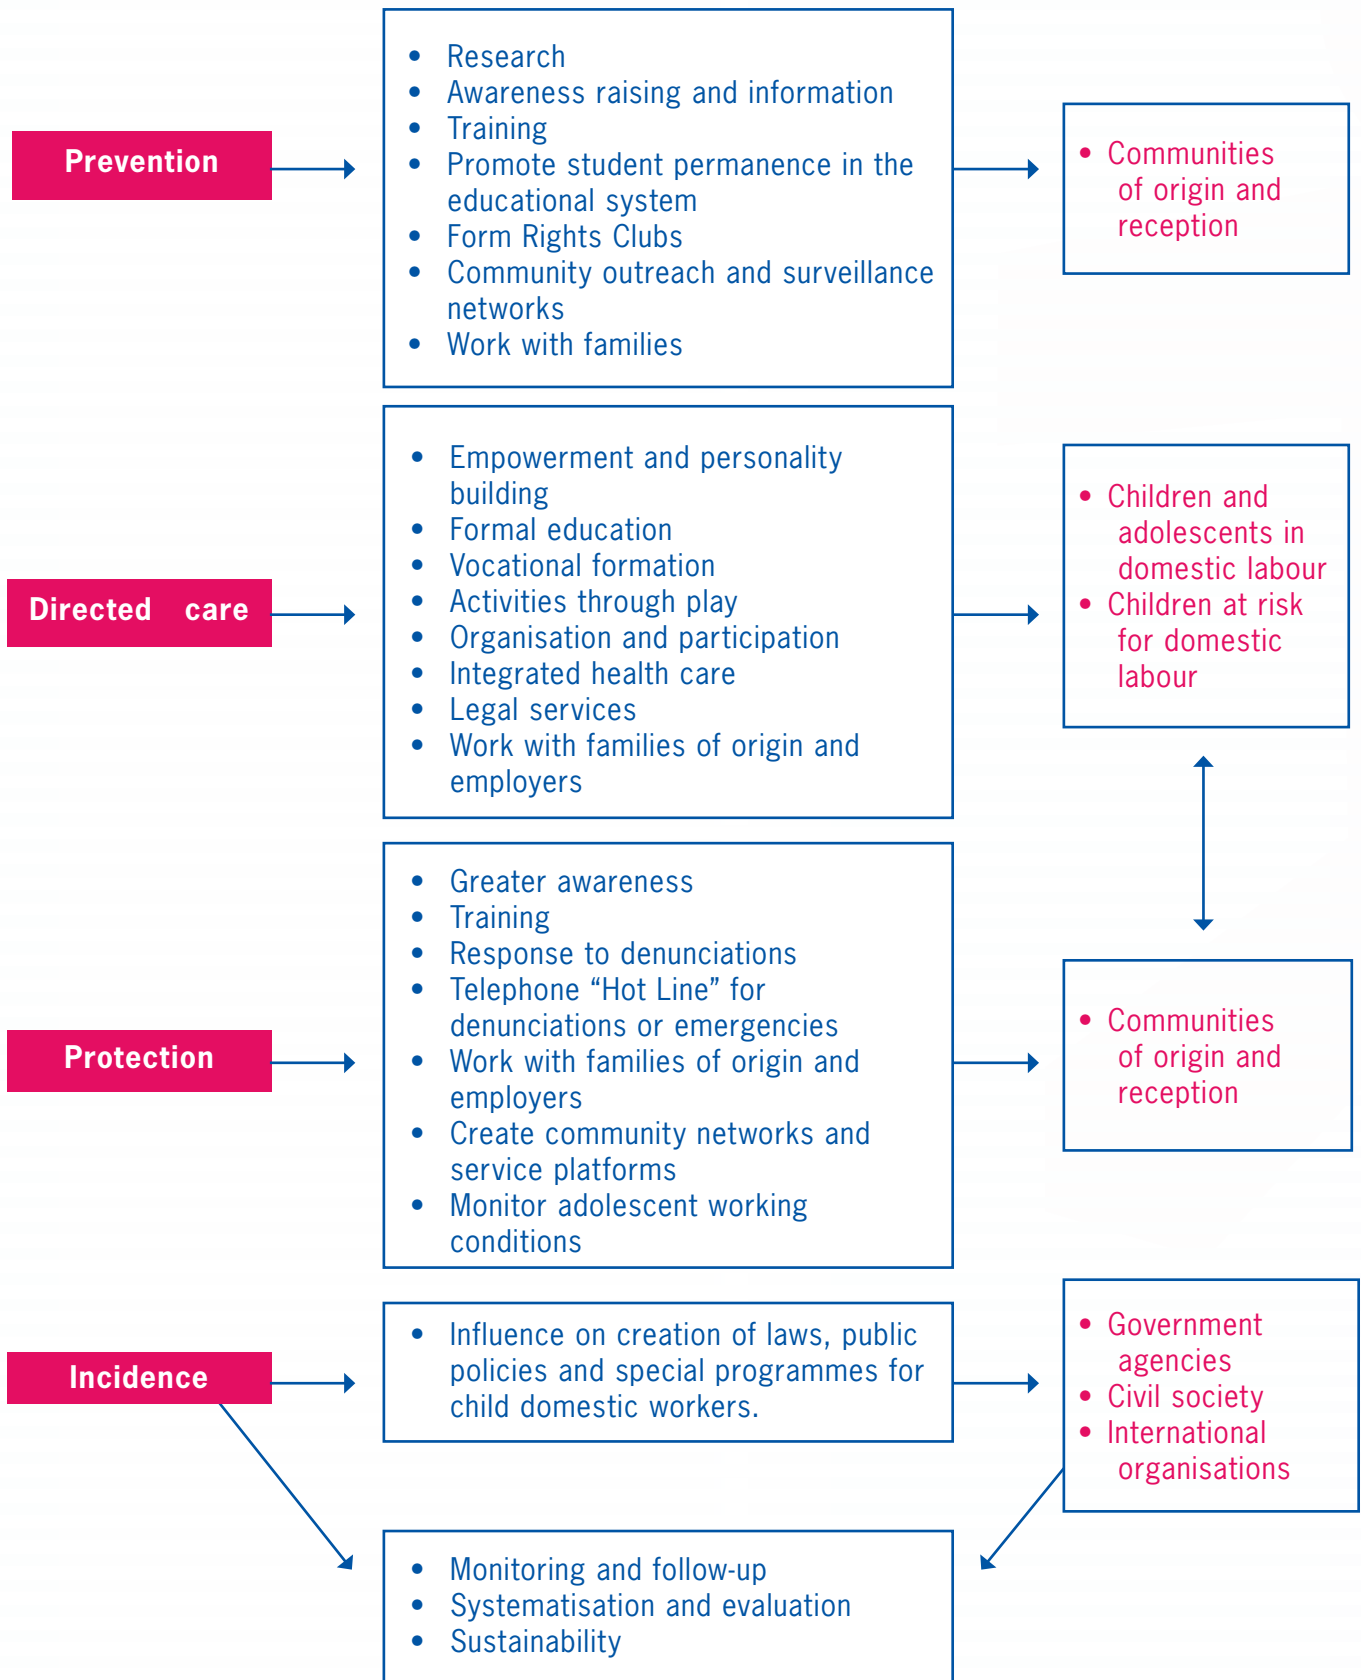 Prevention
• Research
• Awareness raising and information
• Training
• Promote student permanence in the
educational system
• Form Rights Clubs
• Community outreach and surveillance
networks
• Work with families
• Communities
of origin and
reception
Directed care
• Empowerment and personality
building
• Formal education
• Vocational formation
• Activities through play
• Organisation and participation
• Integrated health care
• Legal services
• Work with families of origin and
employers
• Children and
adolescents in
domestic labour
• Children at risk
for domestic
labour
Protection
• Greater awareness
• Training
• Response to denunciations
• Telephone “Hot Line” for
denunciations or emergencies
• Work with families of origin and
employers
• Create community networks and
service platforms
• Monitor adolescent working
conditions
• Communities
of origin and
reception
Incidence
• Influence on creation of laws, public
policies and special programmes for
child domestic workers.
• Government
agencies
• Civil society
• International
organisations
• Monitoring and follow-up
• Systematisation and evaluation
• Sustainability